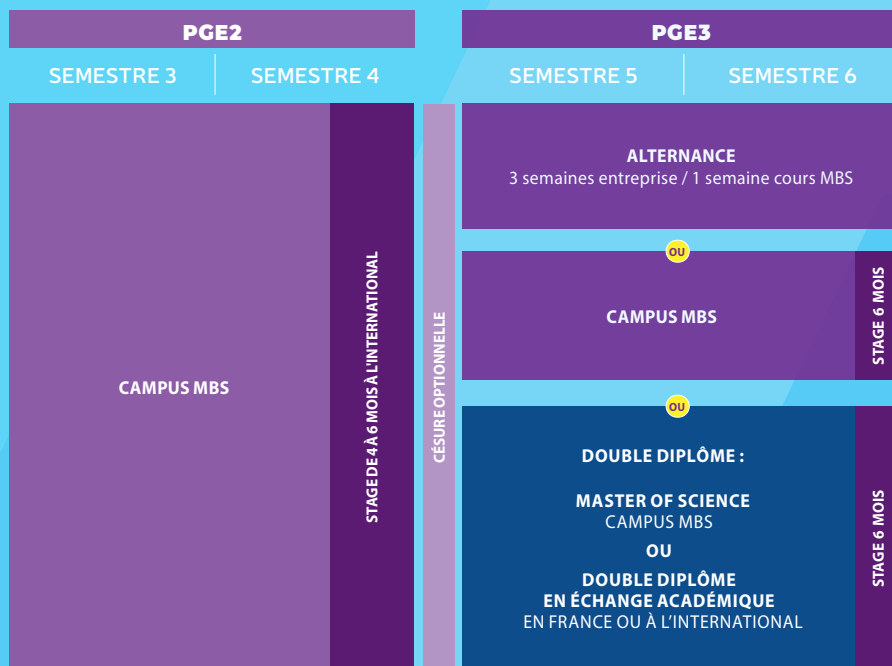 PGE2
SEMESTRE 3
SEMESTRE 4
CAMPUS MBS
STAGE DE 4 À 6 MOIS À L'INTERNATIONAL
CÉSURE OPTIONNELLE
PGE3
SEMESTRE 5
SEMESTRE 6
ALTERNANCE
3 semaines entreprise / 1 semaine cours MBS
OU
CAMPUS MBS
STAGE 6 MOIS
OU
DOUBLE DIPLÔME :
MASTER OF SCIENCE
CAMPUS MBS
OU
DOUBLE DIPLÔME
EN ÉCHANGE ACADÉMIQUE
EN FRANCE OU À L'INTERNATIONAL
STAGE 6 MOIS